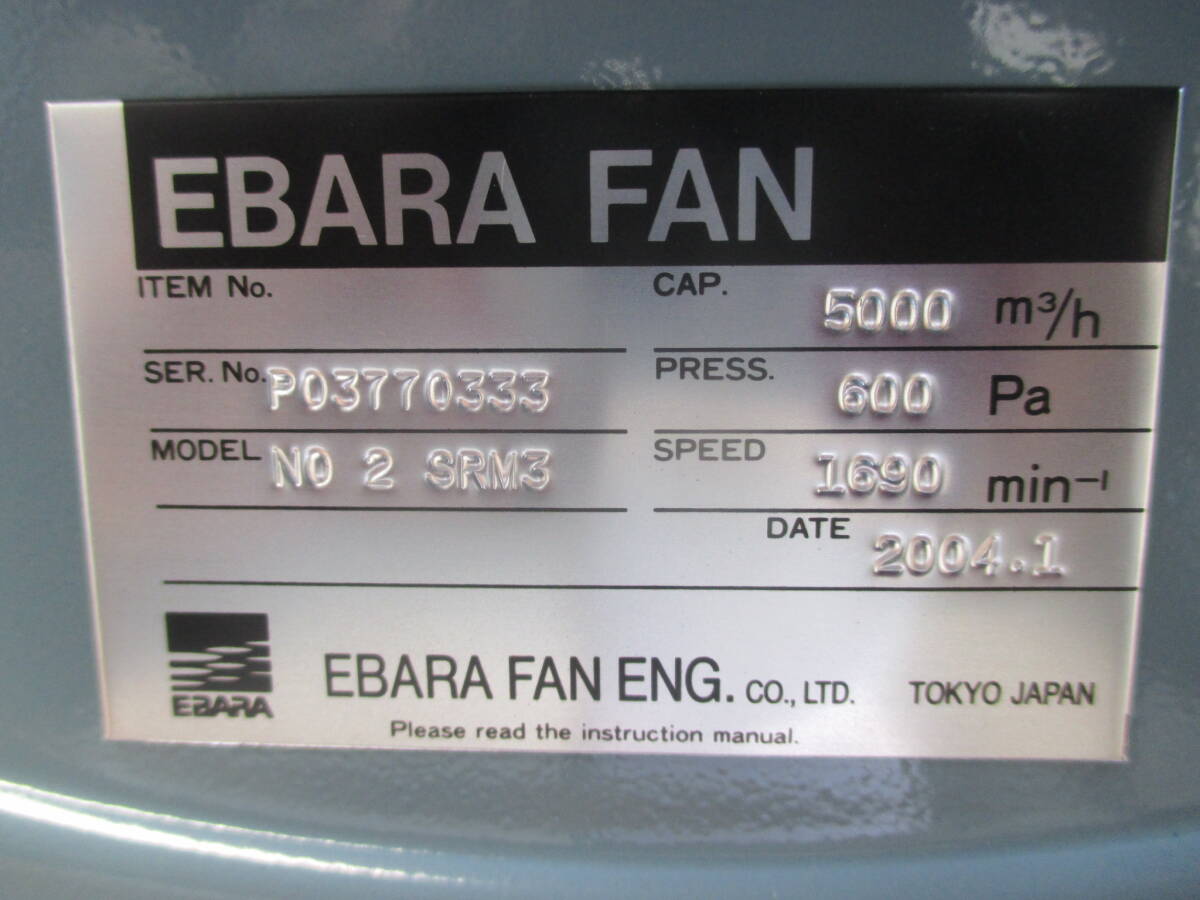 EBARA FAN
ITEM No.
CAP. 5000 m³/h
SER. No. P03770333
PRESS. 600 Pa
MODEL NO 2 SRM3
SPEED 1690 min⁻¹
DATE 2004.1
EBARA
EBARA FAN ENG. CO., LTD. TOKYO JAPAN
Please read the instruction manual.